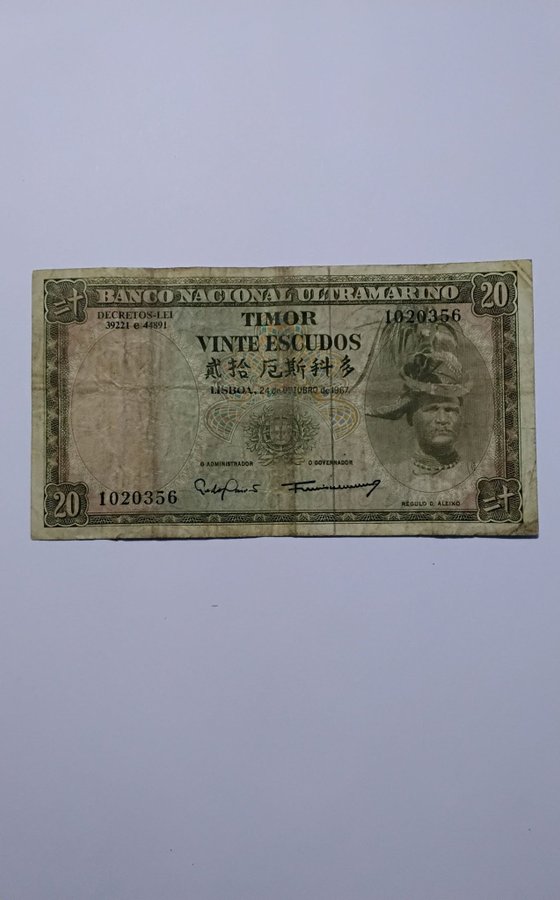 二十 BANCO NACIONAL ULTRAMARINO 20
DECRETOS-LEI
39221 e 44891
TIMOR
1020356
VINTE ESCUDOS
貳拾厄斯科多
LISBOA, 24 de OUTUBRO de 1967
O ADMINISTRADOR
O GOVERNADOR
20 1020356
REGULO D. ALEIXO
二十